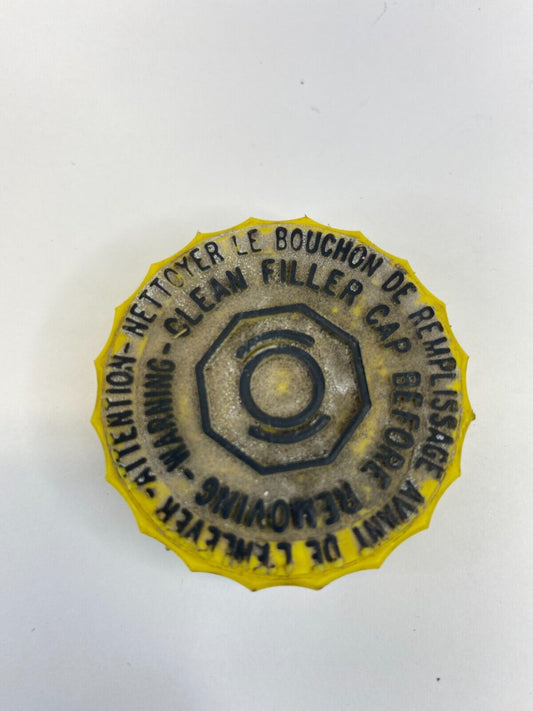 ATTENTION - NETTOYER LE BOUCHON DE REMPLISSAGE AVANT DE L'ENLEVER -
WARNING - CLEAN FILLER CAP BEFORE REMOVING -